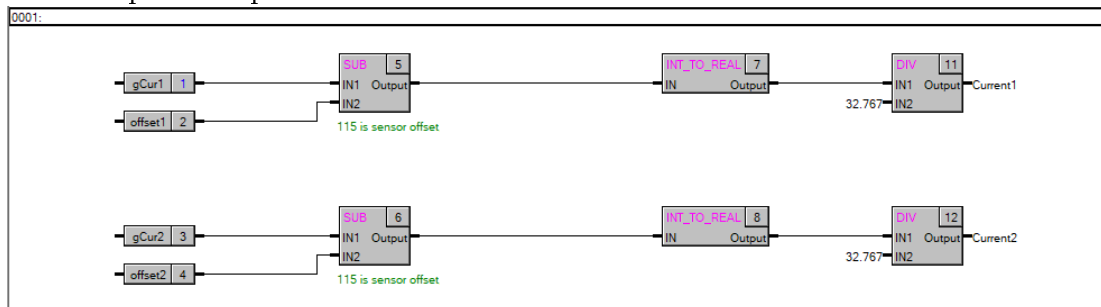 0001:
SUB 5
INT_TO_REAL 7
DIV 11
gCur1 1
IN1 Output
IN Output
IN1 Output Current1
IN2
32.767 IN2
offset1 2
115 is sensor offset
SUB 6
INT_TO_REAL 8
DIV 12
gCur2 3
IN1 Output
IN Output
IN1 Output Current2
IN2
32.767 IN2
offset2 4
115 is sensor offset